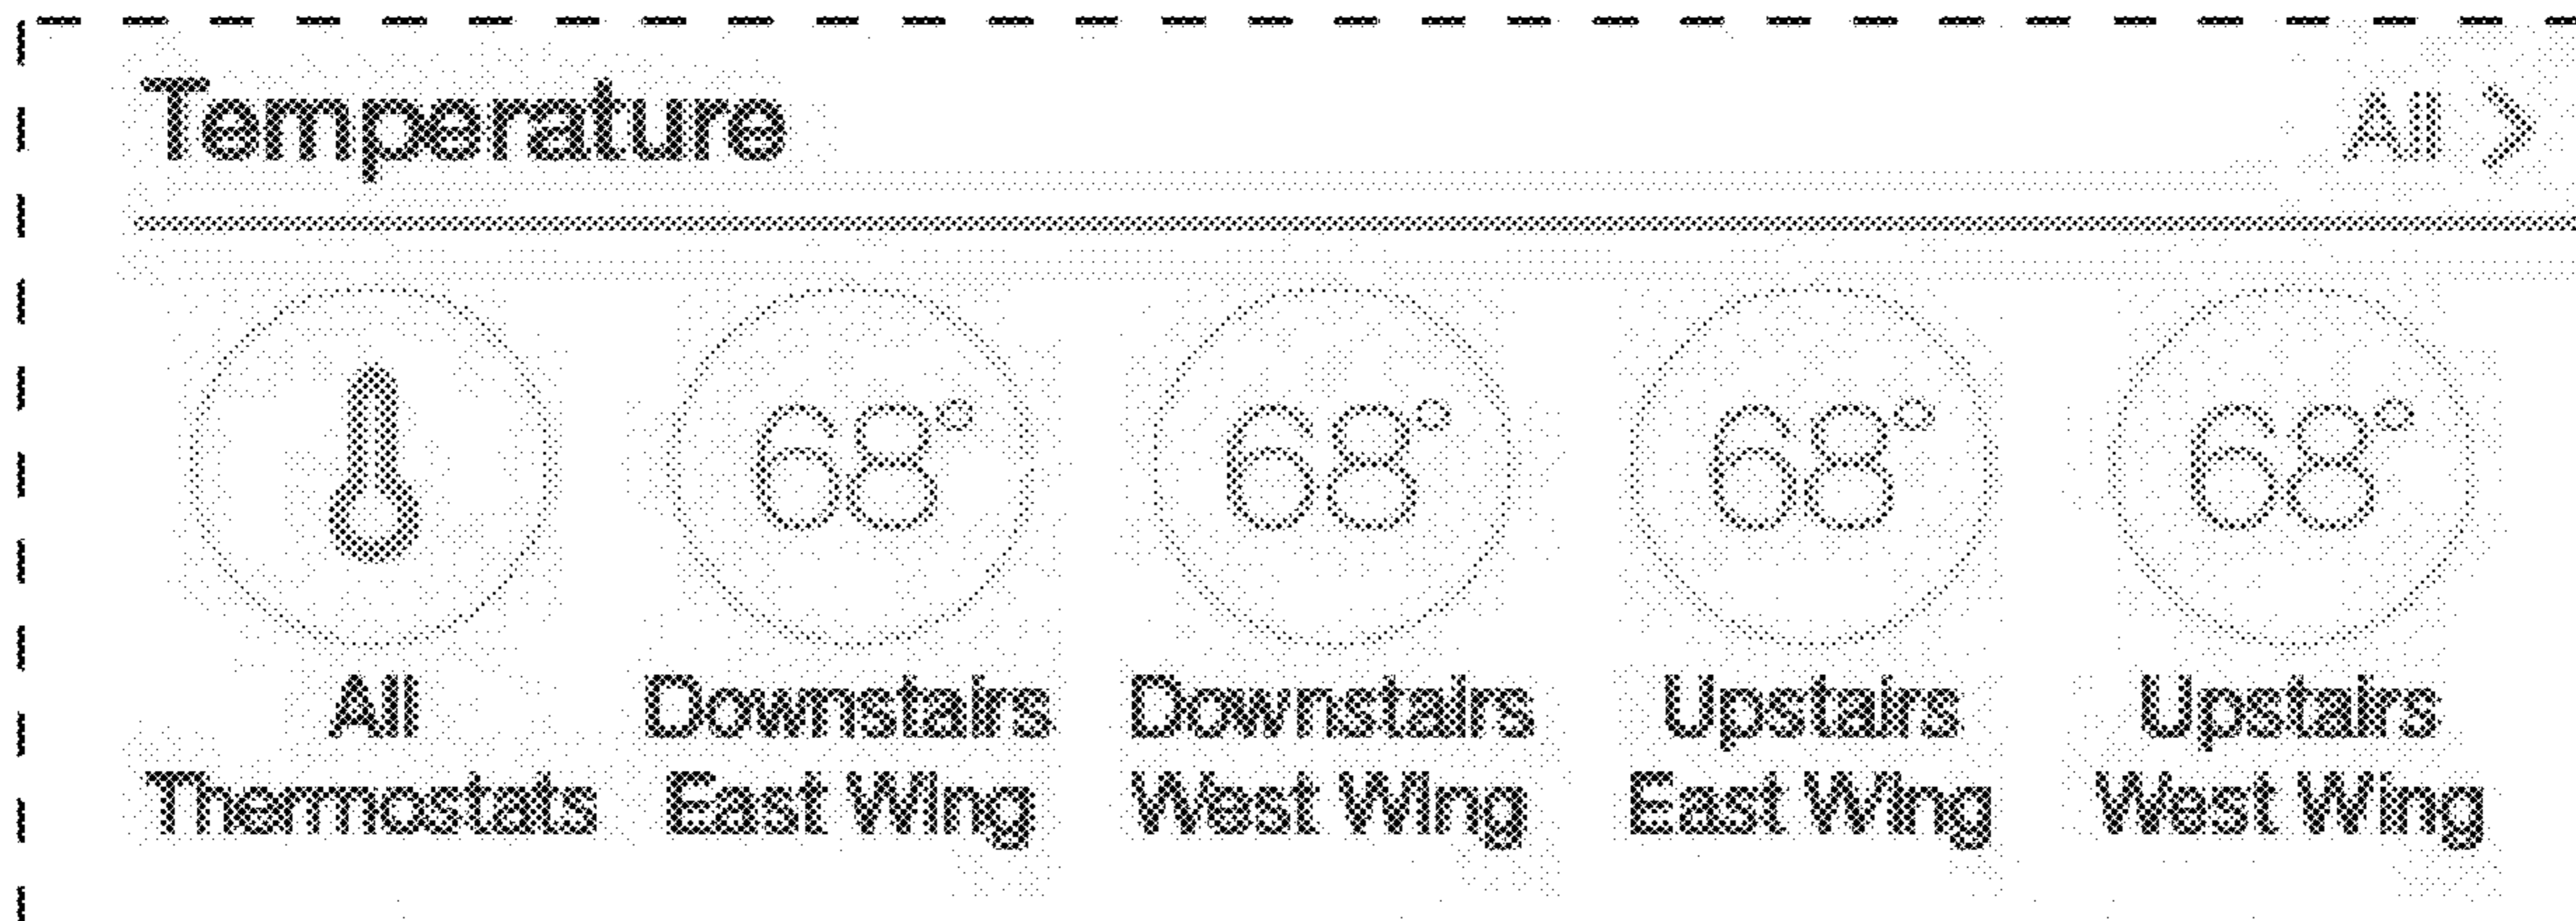 Temperature
All >
68° 68° 68° 68°
All Downstairs Downstairs Upstairs Upstairs
Thermostats East Wing West Wing East Wing West Wing